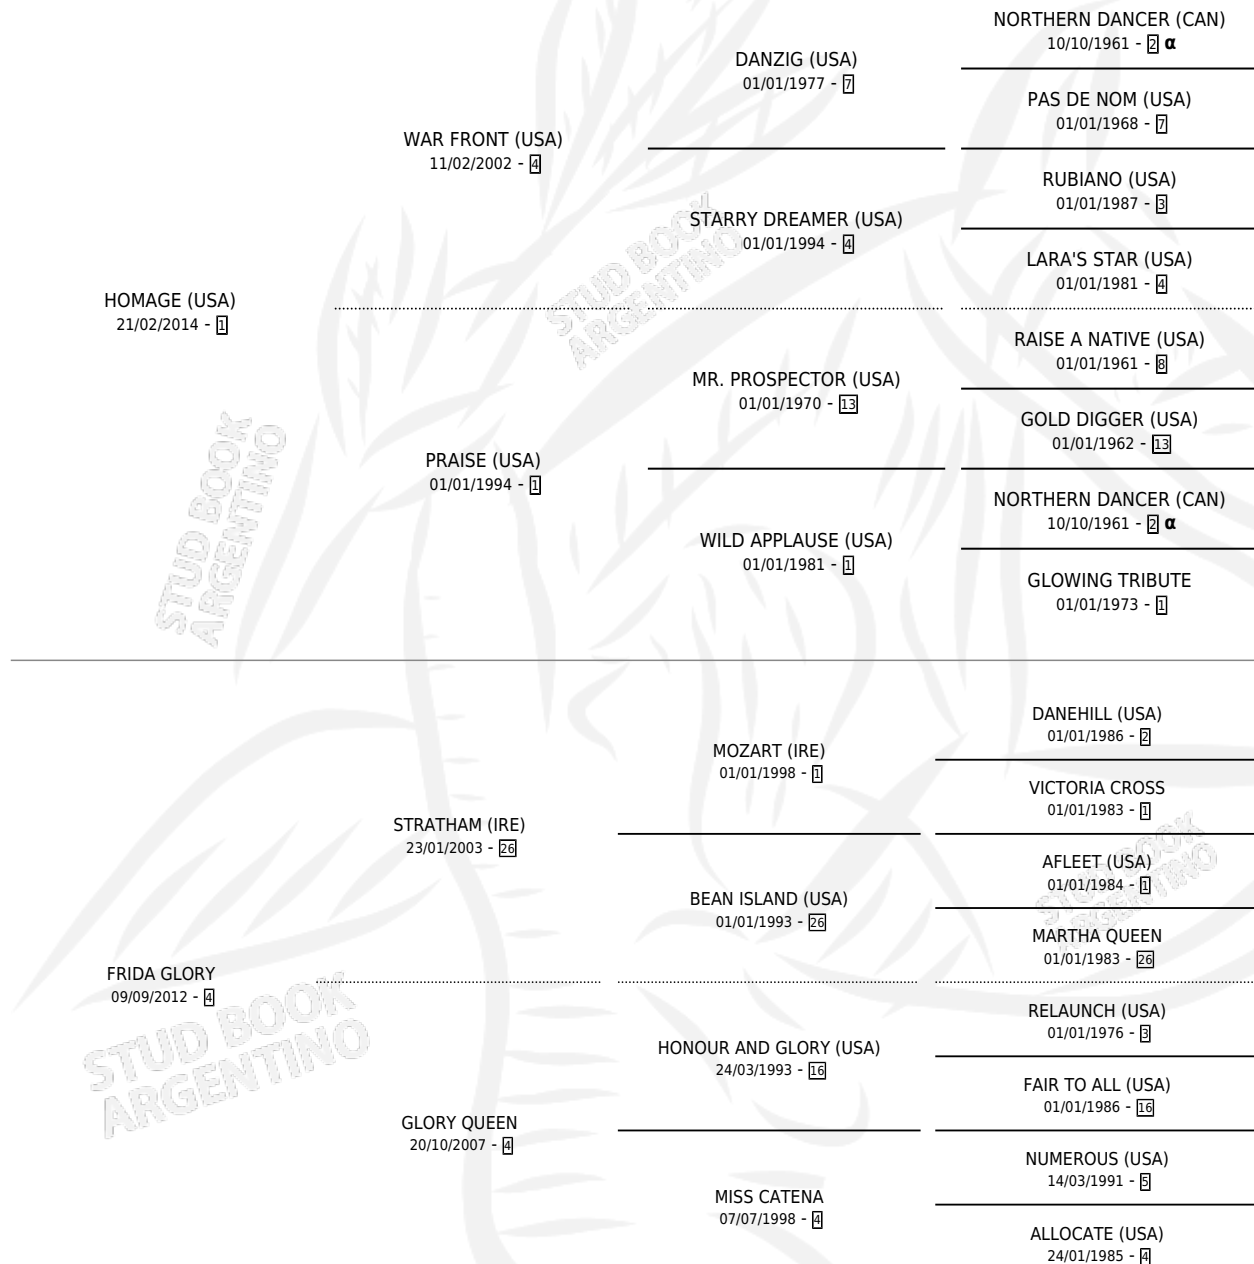 NORTHERN DANCER (CAN)
10/10/1961 - 2 α
DANZIG (USA)
01/01/1977 - 7
PAS DE NOM (USA)
01/01/1968 - 7
WAR FRONT (USA)
11/02/2002 - 4
RUBIANO (USA)
01/01/1987 - 3
STARRY DREAMER (USA)
01/01/1994 - 4
LARA'S STAR (USA)
01/01/1981 - 4
HOMAGE (USA)
21/02/2014 - 1
RAISE A NATIVE (USA)
01/01/1961 - 8
MR. PROSPECTOR (USA)
01/01/1970 - 13
GOLD DIGGER (USA)
01/01/1962 - 13
PRAISE (USA)
01/01/1994 - 1
NORTHERN DANCER (CAN)
10/10/1961 - 2 α
WILD APPLAUSE (USA)
01/01/1981 - 1
GLOWING TRIBUTE
01/01/1973 - 1
DANEHILL (USA)
01/01/1986 - 2
MOZART (IRE)
01/01/1998 - 1
VICTORIA CROSS
01/01/1983 - 1
STRATHAM (IRE)
23/01/2003 - 26
AFLEET (USA)
01/01/1984 - 1
BEAN ISLAND (USA)
01/01/1993 - 26
MARTHA QUEEN
01/01/1983 - 26
FRIDA GLORY
09/09/2012 - 4
RELAUNCH (USA)
01/01/1976 - 3
HONOUR AND GLORY (USA)
24/03/1993 - 16
FAIR TO ALL (USA)
01/01/1986 - 16
GLORY QUEEN
20/10/2007 - 4
NUMEROUS (USA)
14/03/1991 - 5
MISS CATENA
07/07/1998 - 4
ALLOCATE (USA)
24/01/1985 - 4
STUD BOOK
ARGENTINO
STUD BOOK
ARGENTINO
STUD BOOK
ARGENTINO
STUD BOOK
ARGENTINO